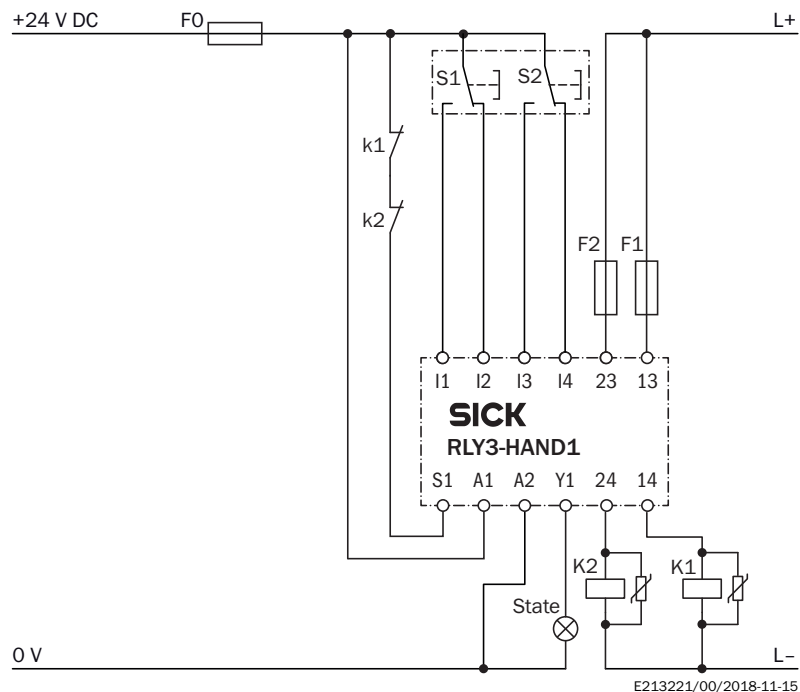 +24 V DC F0 L+
S1 S2
k1
k2
F2 F1
I1 I2 I3 I4 23 13
SICK
RLY3-HAND1
S1 A1 A2 Y1 24 14
K2 K1
State
0 V L–
E213221/00/2018-11-15